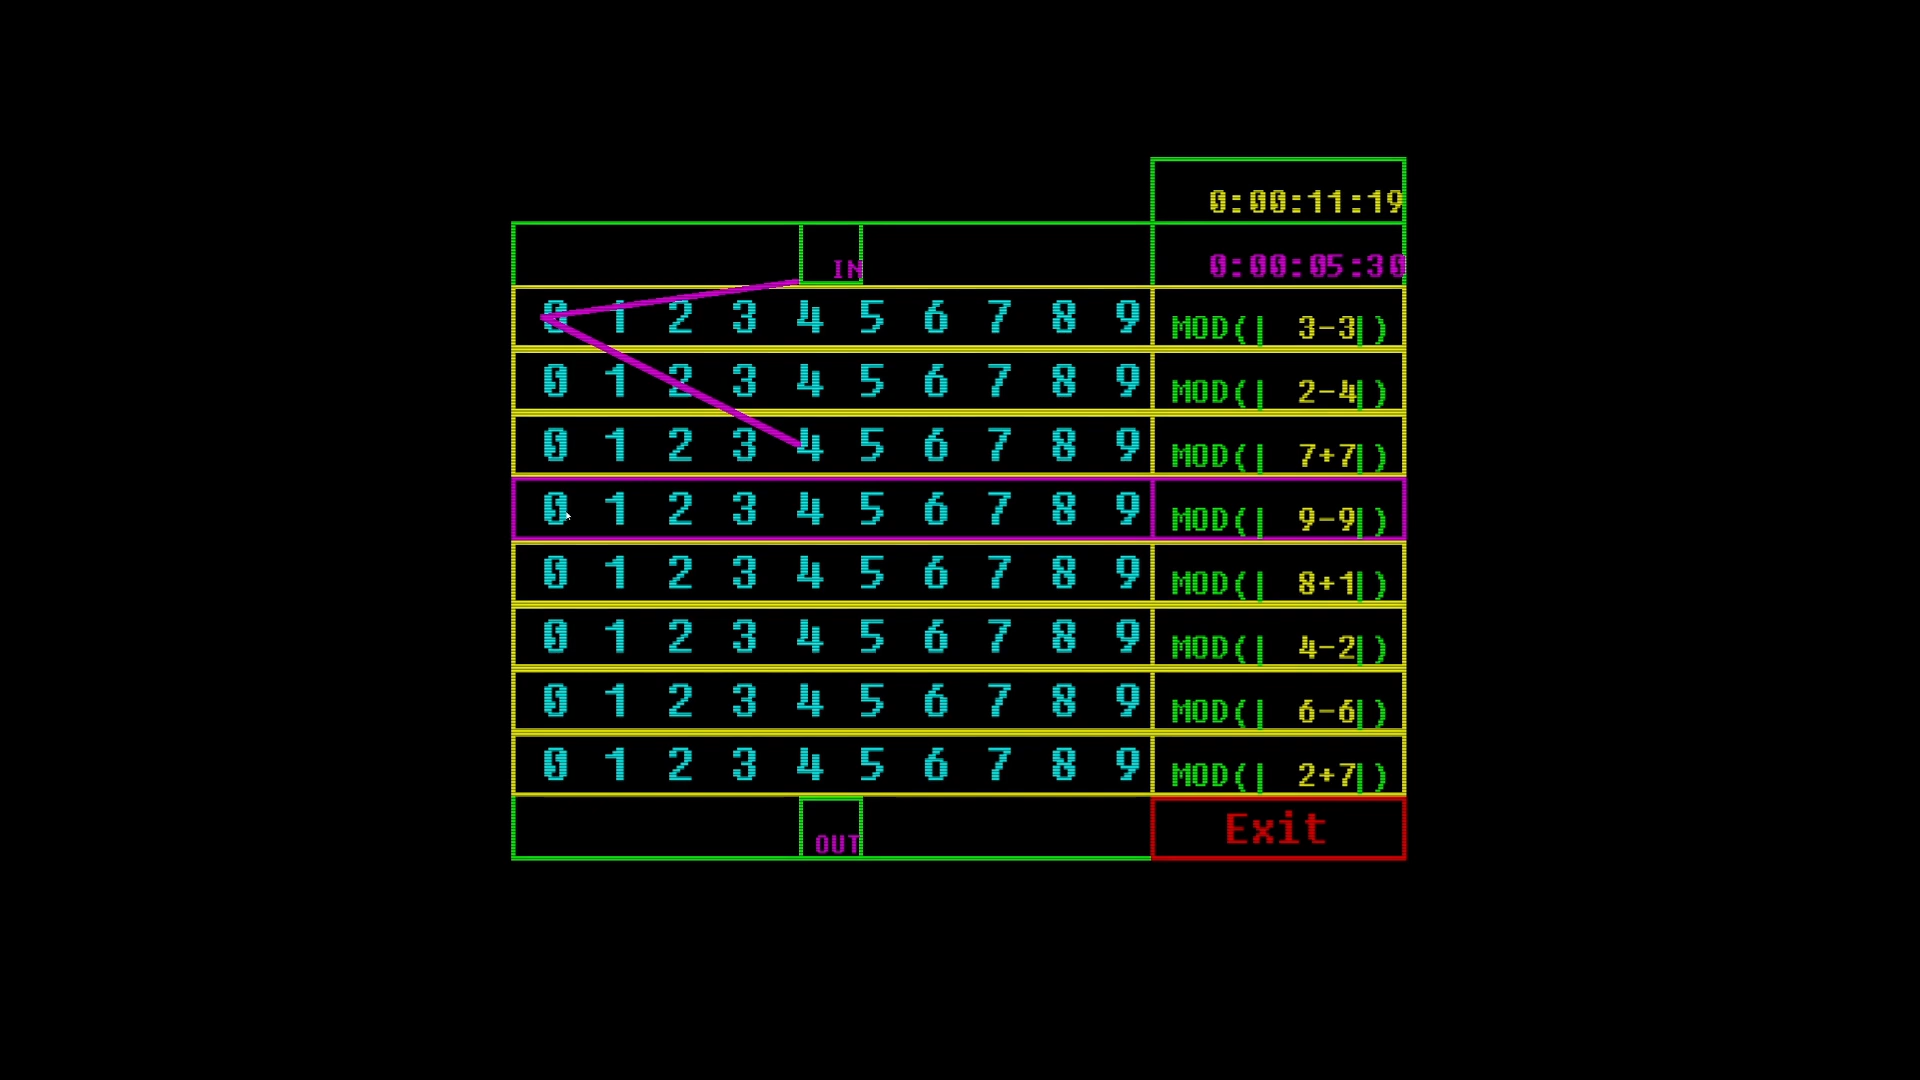 0:00:11:19
IN 0:00:05:30
0 1 2 3 4 5 6 7 8 9 MOD(| 3-3|)
0 1 2 3 4 5 6 7 8 9 MOD(| 2-4|)
0 1 2 3 4 5 6 7 8 9 MOD(| 7+7|)
0 1 2 3 4 5 6 7 8 9 MOD(| 9-9|)
0 1 2 3 4 5 6 7 8 9 MOD(| 8+1|)
0 1 2 3 4 5 6 7 8 9 MOD(| 4-2|)
0 1 2 3 4 5 6 7 8 9 MOD(| 6-6|)
0 1 2 3 4 5 6 7 8 9 MOD(| 2+7|)
OUT Exit